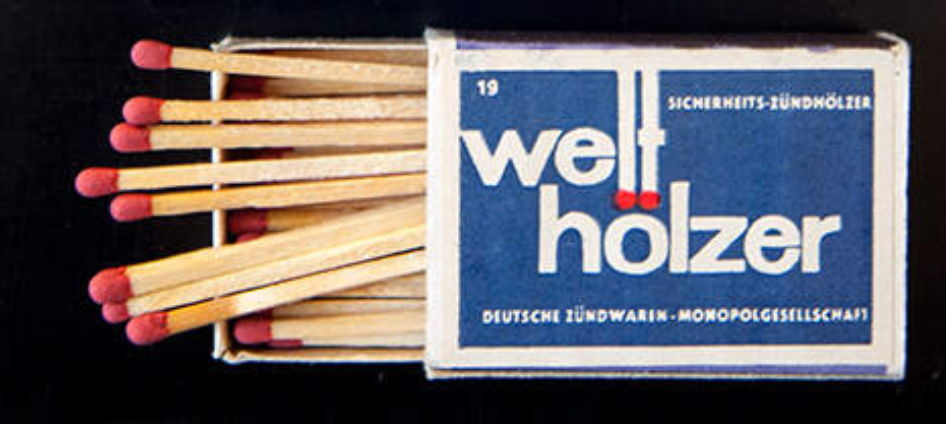 19
SICHERHEITS-ZÜNDHÖLZER
welt
hölzer
DEUTSCHE ZÜNDWAREN-MONOPOLGESELLSCHAFT